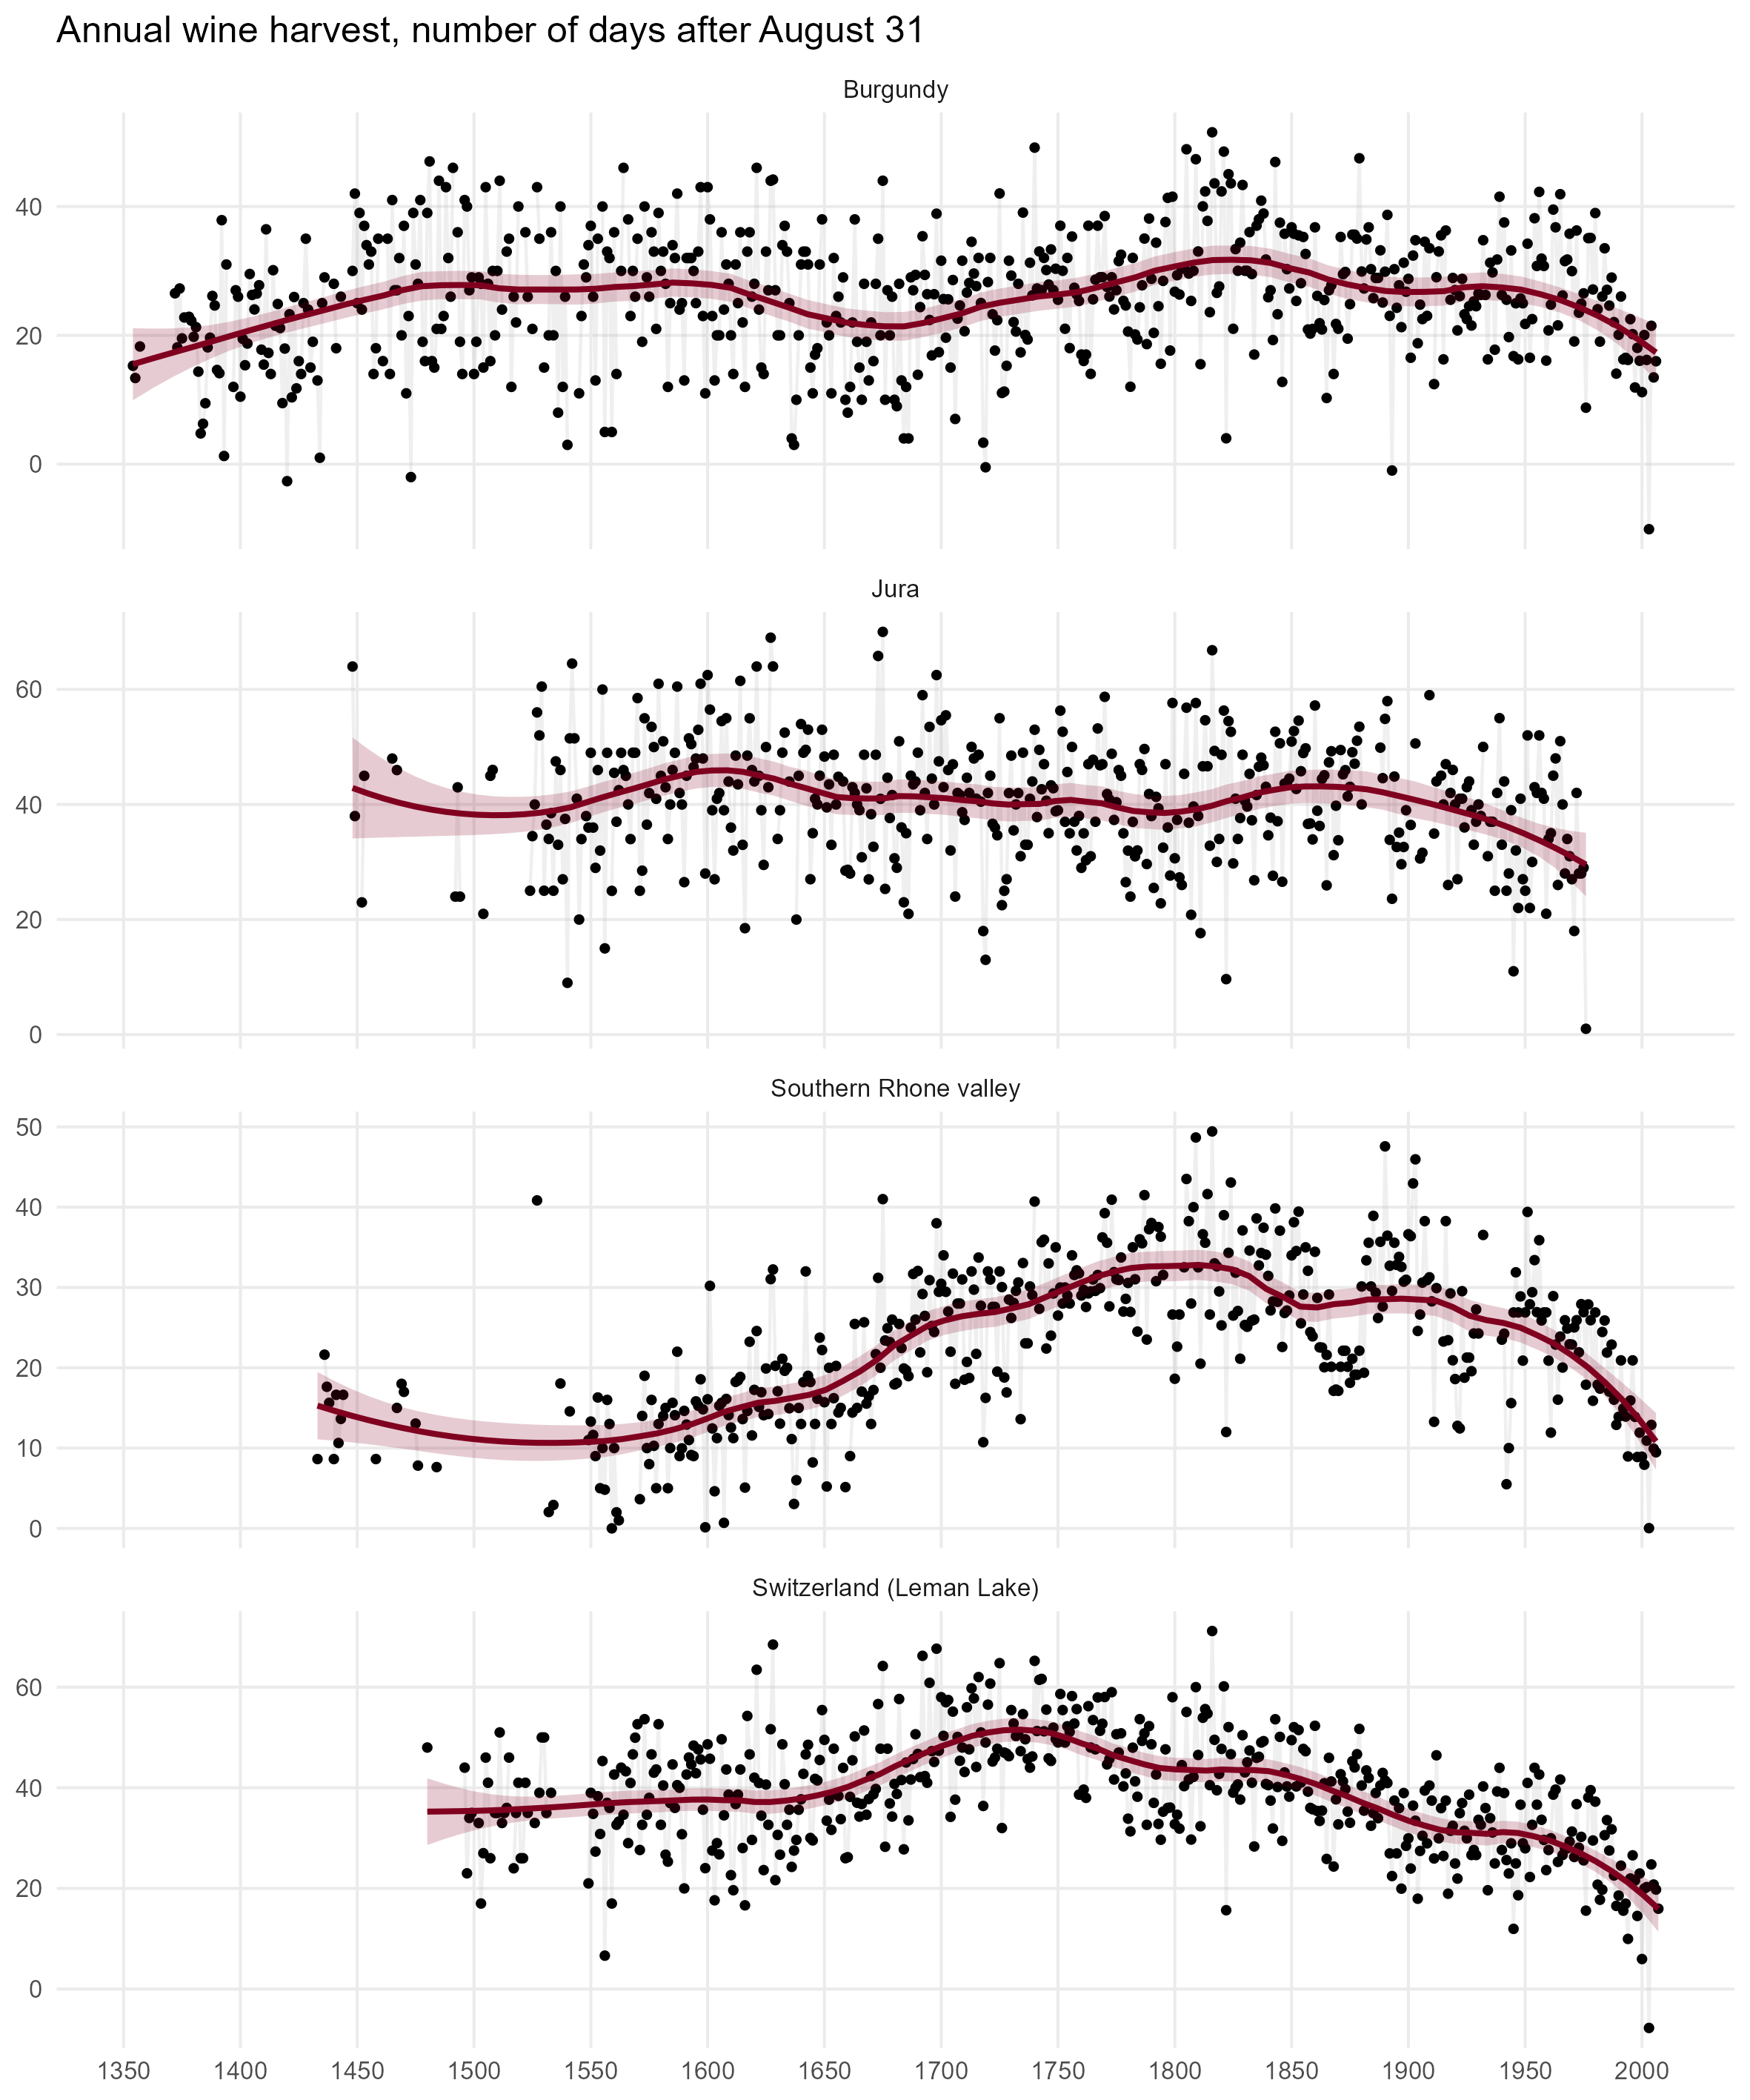 Annual wine harvest, number of days after August 31
Burgundy
40
20
0
Jura
60
40
20
0
Southern Rhone valley
50
40
30
20
10
0
Switzerland (Leman Lake)
60
40
20
0
1350 1400 1450 1500 1550 1600 1650 1700 1750 1800 1850 1900 1950 2000